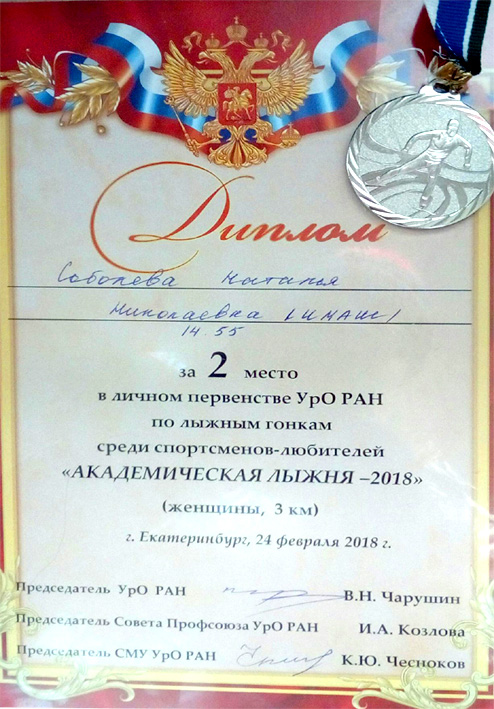 Диплом
Соболева Наталья
Николаевна (ИМАШ)
14.55
за 2 место
в личном первенстве УрО РАН
по лыжным гонкам
среди спортсменов-любителей
«АКАДЕМИЧЕСКАЯ ЛЫЖНЯ –2018»
(женщины, 3 км)
г. Екатеринбург, 24 февраля 2018 г.
Председатель УрО РАН В.Н. Чарушин
Председатель Совета Профсоюза УрО РАН И.А. Козлова
Председатель СМУ УрО РАН К.Ю. Чесноков